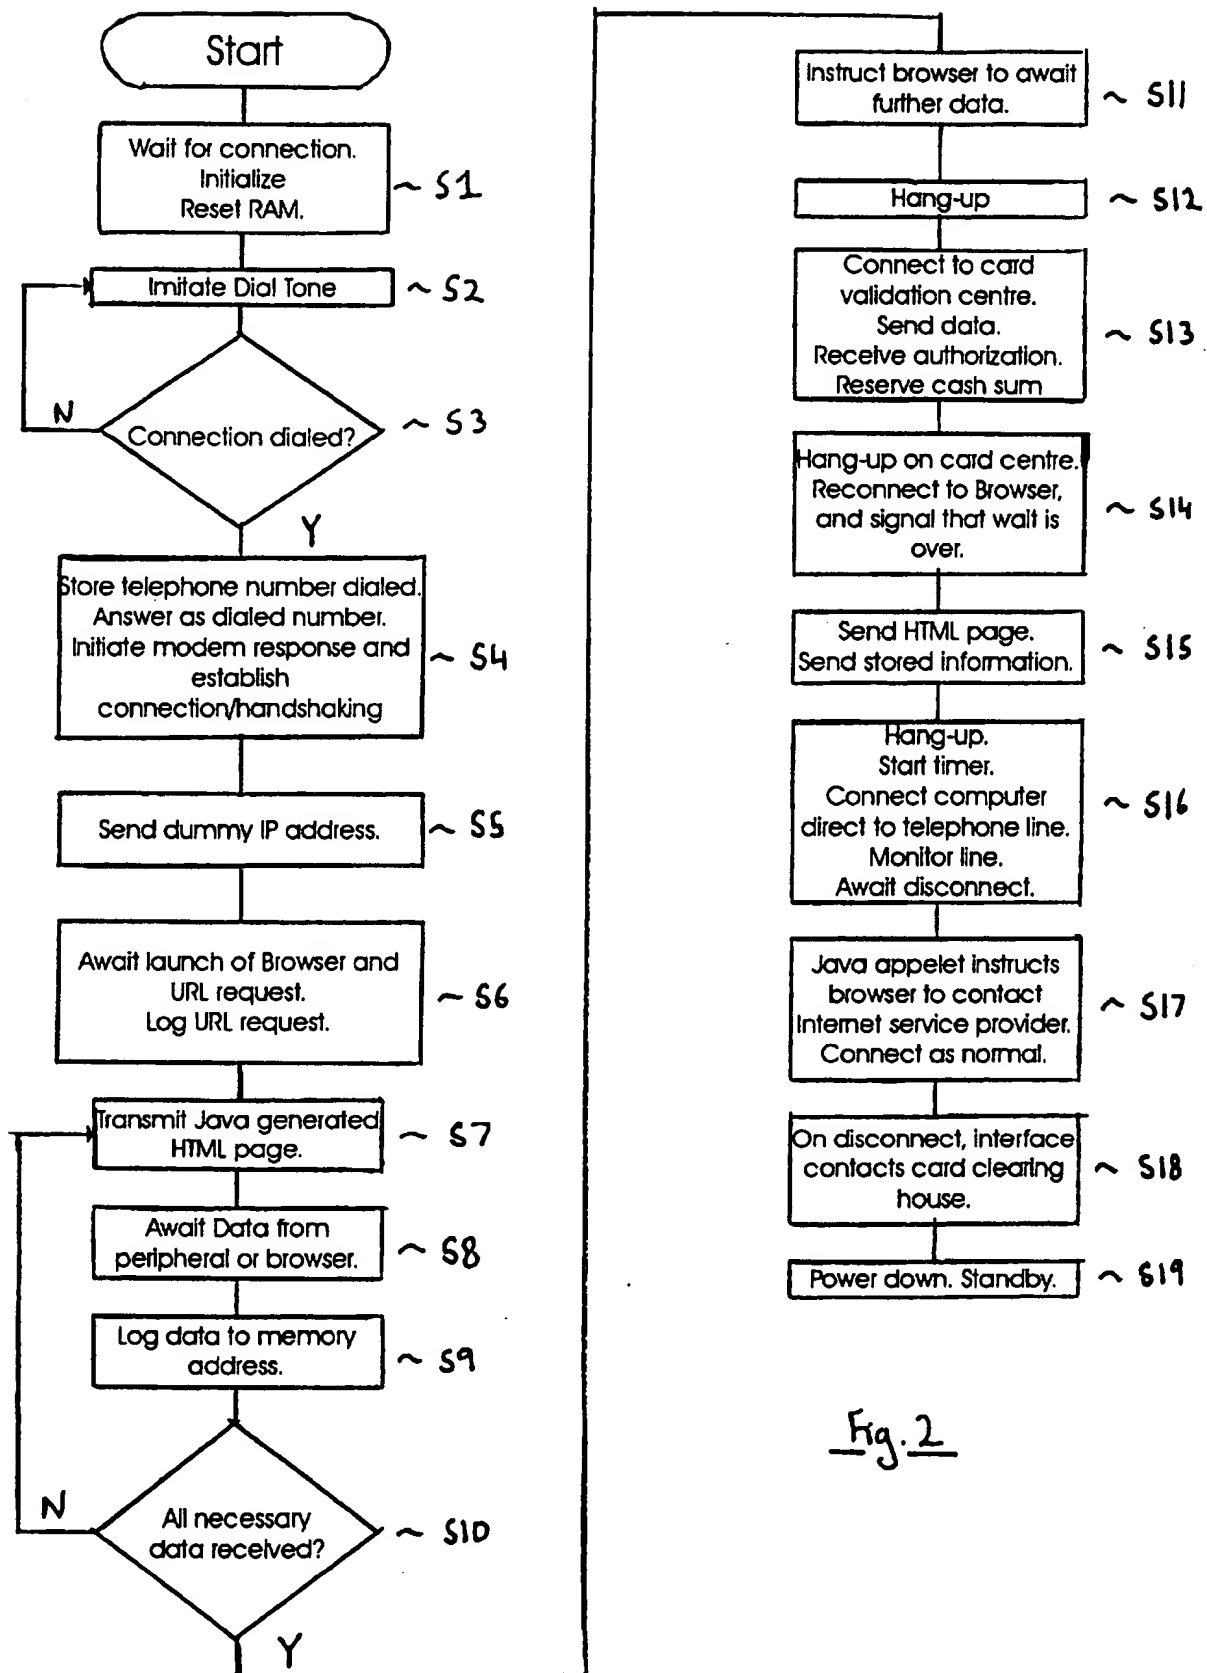 Start
Wait for connection.
Initialize
Reset RAM.
~ S1
Imitate Dial Tone
~ S2
Connection dialed?
~ S3
N
Y
Store telephone number dialed.
Answer as dialed number.
Initiate modem response and
establish
connection/handshaking
~ S4
Send dummy IP address.
~ S5
Await launch of Browser and
URL request.
Log URL request.
~ S6
Transmit Java generated
HTML page.
~ S7
Await Data from
peripheral or browser.
~ S8
Log data to memory
address.
~ S9
All necessary
data received?
~ S10
N
Y
Instruct browser to await
further data.
~ S11
Hang-up
~ S12
Connect to card
validation centre.
Send data.
Receive authorization.
Reserve cash sum
~ S13
Hang-up on card centre.
Reconnect to Browser,
and signal that wait is
over.
~ S14
Send HTML page.
Send stored information.
~ S15
Hang-up.
Start timer.
Connect computer
direct to telephone line.
Monitor line.
Await disconnect.
~ S16
Java appelet instructs
browser to contact
Internet service provider.
Connect as normal.
~ S17
On disconnect, interface
contacts card clearing
house.
~ S18
Power down. Standby.
~ S19
Fig. 2